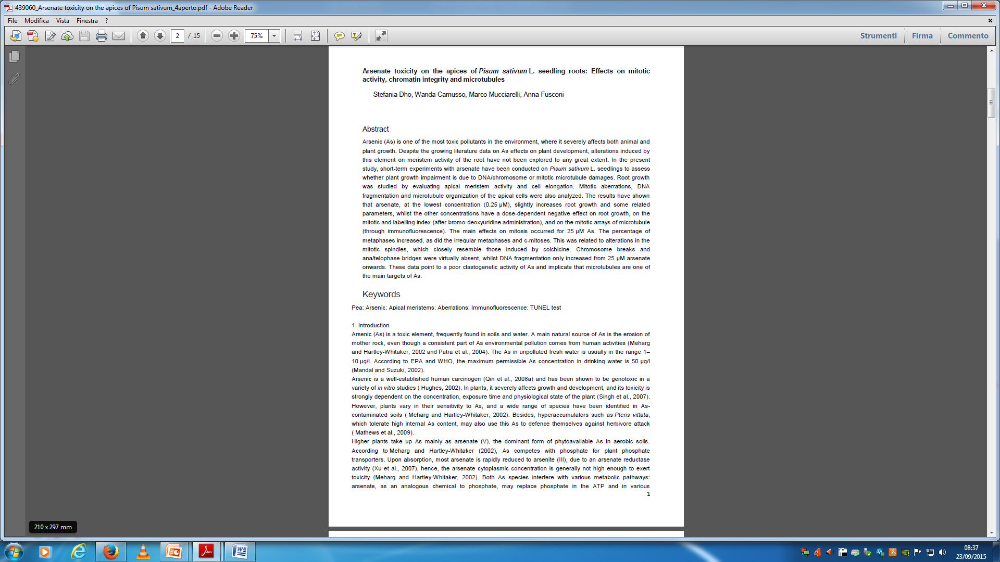 439060_Arsenate toxicity on the apices of Pisum sativum_4aperto.pdf - Adobe Reader
File Modifica Vista Finestra ?
2 / 15 75% Strumenti Firma Commento
Arsenate toxicity on the apices of Pisum sativum L. seedling roots: Effects on mitotic
activity, chromatin integrity and microtubules
Stefania Dho, Wanda Camusso, Marco Mucciarelli, Anna Fusconi
Abstract
Arsenic (As) is one of the most toxic pollutants in the environment, where it severely affects both animal and
plant growth. Despite the growing literature data on As effects on plant development, alterations induced by
this element on meristem activity of the root have not been explored to any great extent. In the present
study, short-term experiments with arsenate have been conducted on Pisum sativum L. seedlings to assess
whether plant growth impairment is due to DNA/chromosome or mitotic microtubule damages. Root growth
was studied by evaluating apical meristem activity and cell elongation. Mitotic aberrations, DNA
fragmentation and microtubule organization of the apical cells were also analyzed. The results have shown
that arsenate, at the lowest concentration (0.25 µM), slightly increases root growth and some related
parameters, whilst the other concentrations have a dose-dependent negative effect on root growth, on the
mitotic and labelling index (after bromo-deoxyuridine administration), and on the mitotic arrays of microtubule
(through immunofluorescence). The main effects on mitosis occurred for 25 µM As. The percentage of
metaphases increased, as did the irregular metaphases and c-mitoses. This was related to alterations in the
mitotic spindles, which closely resemble those induced by colchicine. Chromosome breaks and
ana/telophase bridges were virtually absent, whilst DNA fragmentation only increased from 25 µM arsenate
onwards. These data point to a poor clastogenetic activity of As and implicate that microtubules are one of
the main targets of As.
Keywords
Pea; Arsenic; Apical meristems; Aberrations; Immunofluorescence; TUNEL test
1. Introduction
Arsenic (As) is a toxic element, frequently found in soils and water. A main natural source of As is the erosion of
mother rock, even though a consistent part of As environmental pollution comes from human activities (Meharg
and Hartley-Whitaker, 2002 and Patra et al., 2004). The As in unpolluted fresh water is usually in the range 1–
10 µg/l. According to EPA and WHO, the maximum permissible As concentration in drinking water is 50 µg/l
(Mandal and Suzuki, 2002).
Arsenic is a well-established human carcinogen (Qin et al., 2008a) and has been shown to be genotoxic in a
variety of in vitro studies ( Hughes, 2002). In plants, it severely affects growth and development, and its toxicity is
strongly dependent on the concentration, exposure time and physiological state of the plant (Singh et al., 2007).
However, plants vary in their sensitivity to As, and a wide range of species have been identified in As-
contaminated soils ( Meharg and Hartley-Whitaker, 2002). Besides, hyperaccumulators such as Pteris vittata,
which tolerate high internal As content, may also use this As to defence themselves against herbivore attack
( Mathews et al., 2009).
Higher plants take up As mainly as arsenate (V), the dominant form of phytoavailable As in aerobic soils.
According to Meharg and Hartley-Whitaker (2002), As competes with phosphate for plant phosphate
transporters. Upon absorption, most arsenate is rapidly reduced to arsenite (III), due to an arsenate reductase
activity (Xu et al., 2007), hence, the arsenate cytoplasmic concentration is generally not high enough to exert
toxicity (Meharg and Hartley-Whitaker, 2002). Both As species interfere with various metabolic pathways:
arsenate, as an analogous chemical to phosphate, may replace phosphate in the ATP and in various
1
210 x 297 mm
08:37
23/09/2015